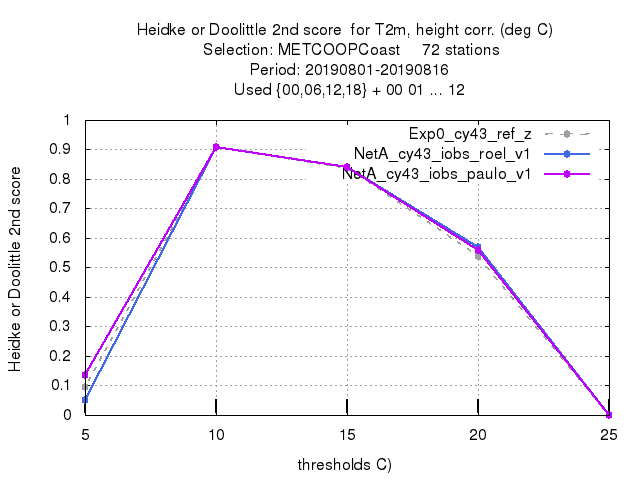 Heidke or Doolittle 2nd score  for T2m, height corr. (deg C)
Selection: METCOOPCoast     72 stations
Period: 20190801-20190816
Used {00,06,12,18} + 00 01 ... 12
Exp0_cy43_ref_z
NetA_cy43_iobs_roel_v1
NetA_cy43_iobs_paulo_v1
Heidke or Doolittle 2nd score
1
0.9
0.8
0.7
0.6
0.5
0.4
0.3
0.2
0.1
0
5 10 15 20 25
thresholds C)